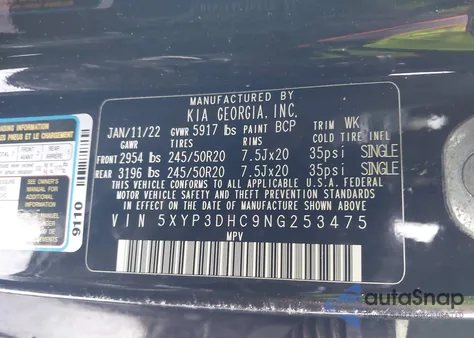 MANUFACTURED BY
KIA GEORGIA. INC.
JAN/11/22 GVWR 5917 lbs PAINT BCP TRIM WK
GAWR TIRES RIMS COLD TIRE INFL
FRONT 2954 lbs 245/50R20 7.5Jx20 35psi SINGLE
REAR 3196 lbs 245/50R20 7.5Jx20 35psi SINGLE
THIS VEHICLE CONFORMS TO ALL APPLICABLE U.S.A. FEDERAL
MOTOR VEHICLE SAFETY AND THEFT PREVENTION STANDARDS
IN EFFECT ON THE DATE OF MANUFACTURE SHOWN ABOVE
VIN 5XYP3DHC9NG253475
MPV
9110
autoSnap